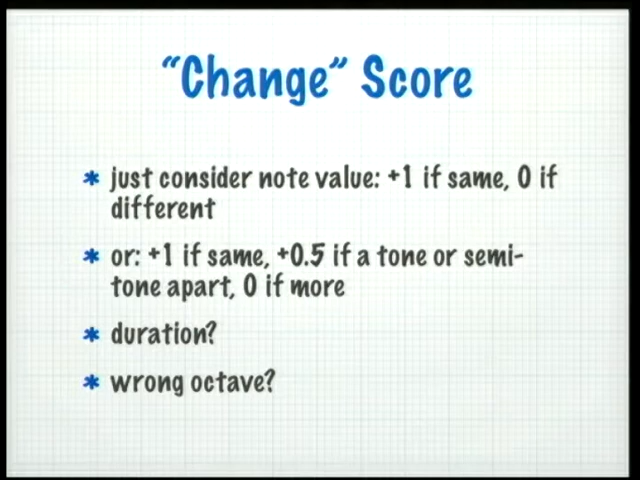 “Change” Score
* just consider note value: +1 if same, 0 if
different
* or: +1 if same, +0.5 if a tone or semi-
tone apart, 0 if more
* duration?
* wrong octave?